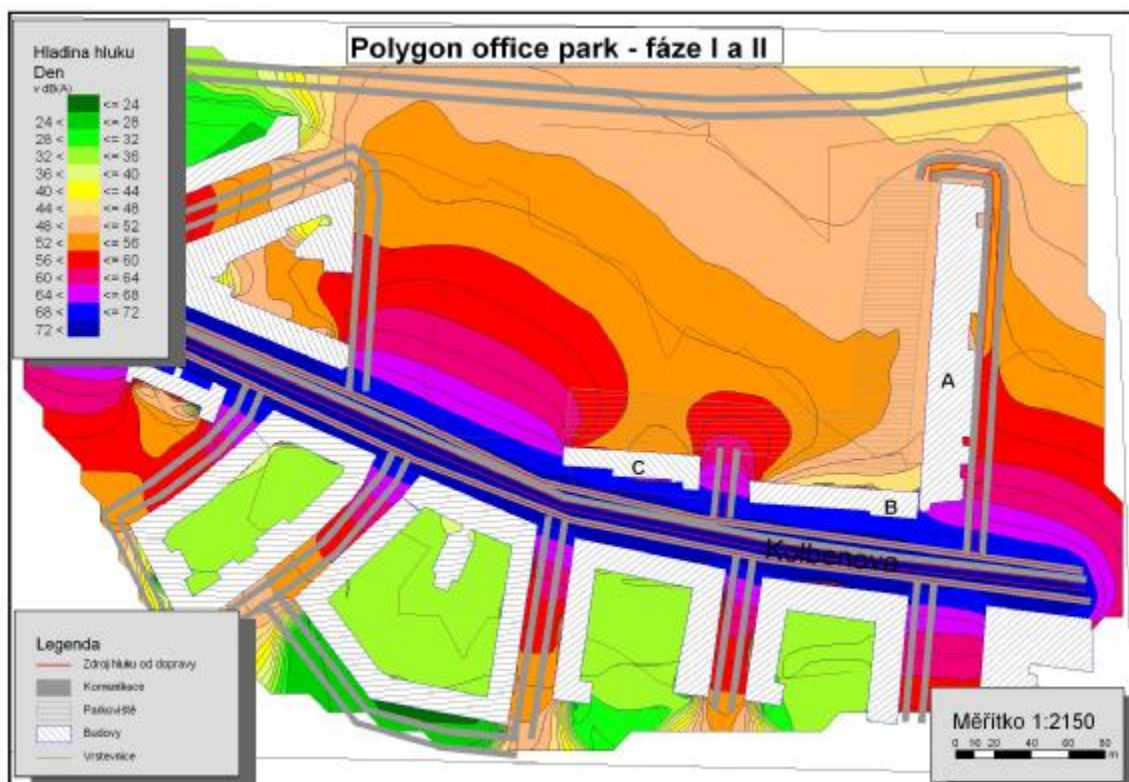 Polygon office park - fáze I a II
Hladina hluku
Den
v dB(A)
<= 24
24 < <= 28
28 < <= 32
32 < <= 36
36 < <= 40
40 < <= 44
44 < <= 48
48 < <= 52
52 < <= 56
56 < <= 60
60 < <= 64
64 < <= 68
68 < <= 72
72 <
A
C
B
Kolbenova
Legenda
Zdroj hluku od dopravy
Komunikace
Parkoviště
Budovy
Vrstevnice
Měřítko 1:2150
0 10 20 40 60 80
m